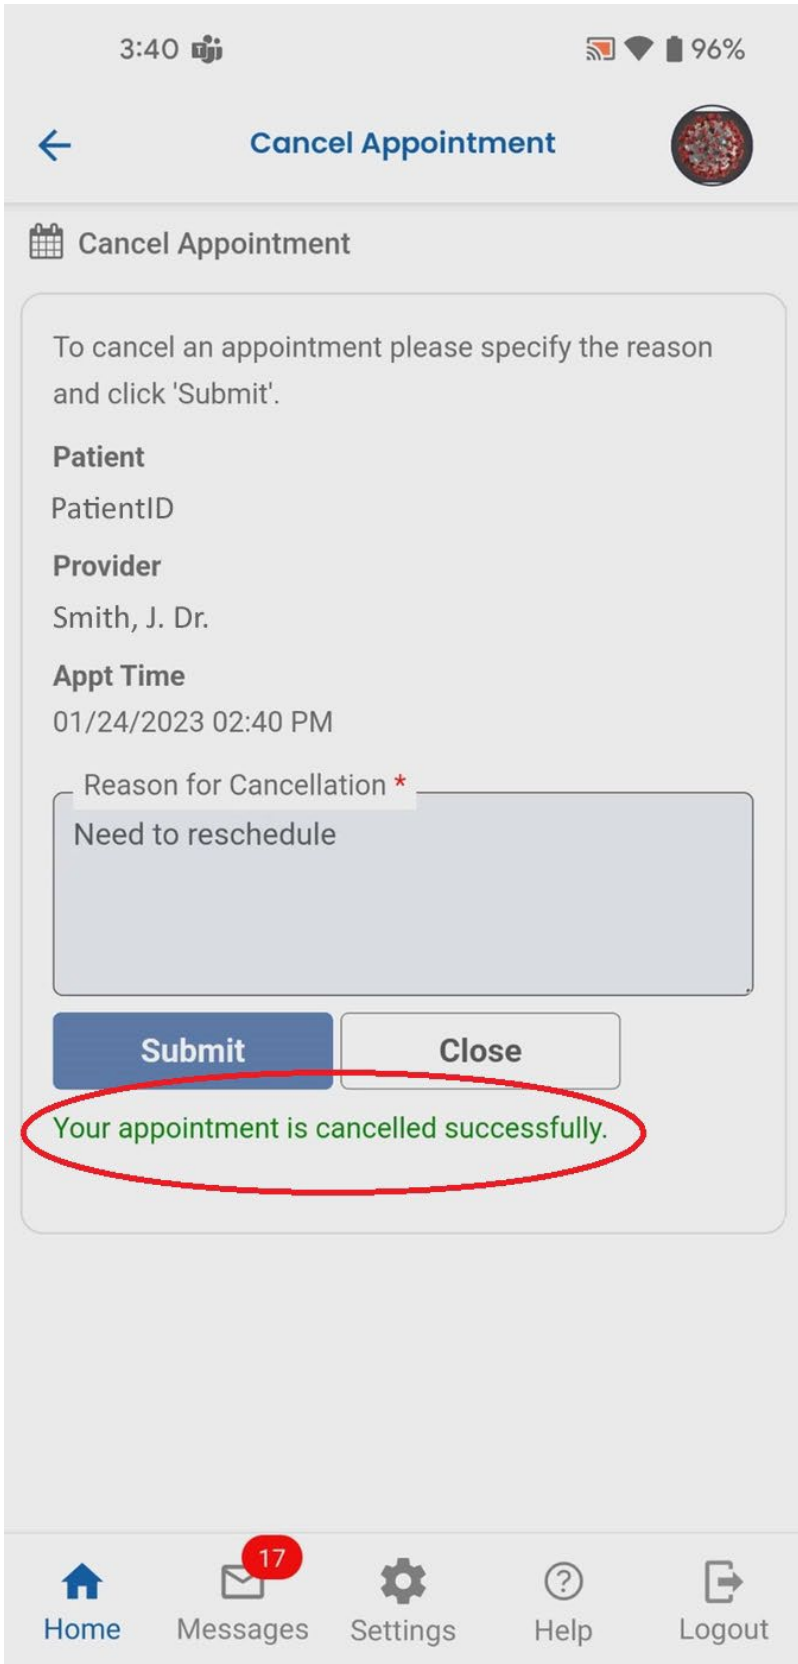 3:40
96%
Cancel Appointment
Cancel Appointment
To cancel an appointment please specify the reason
and click 'Submit'.
Patient
PatientID
Provider
Smith, J. Dr.
Appt Time
01/24/2023 02:40 PM
Reason for Cancellation *
Need to reschedule
Submit Close
Your appointment is cancelled successfully.
17
Home Messages Settings Help Logout